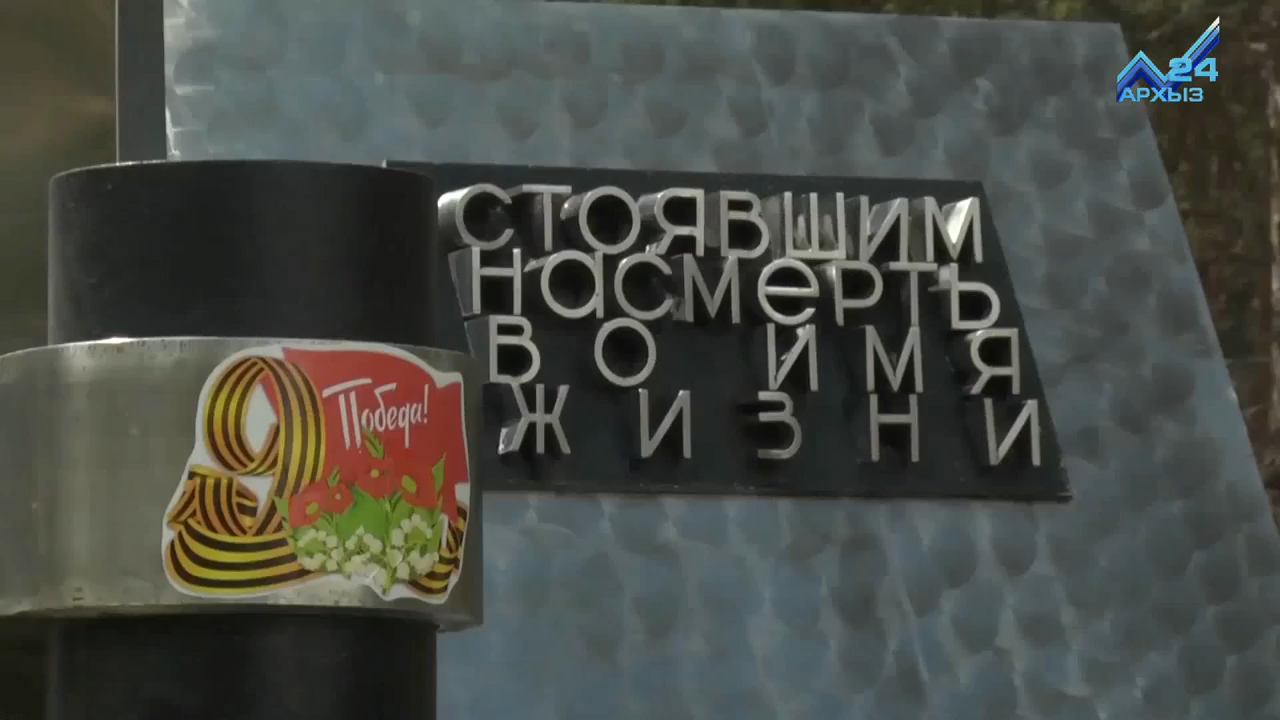 24
АРХЫЗ
СТОЯВШИМ
НАСМЕРТЬ
ВО ИМЯ
ЖИЗНИ
Победа!
9